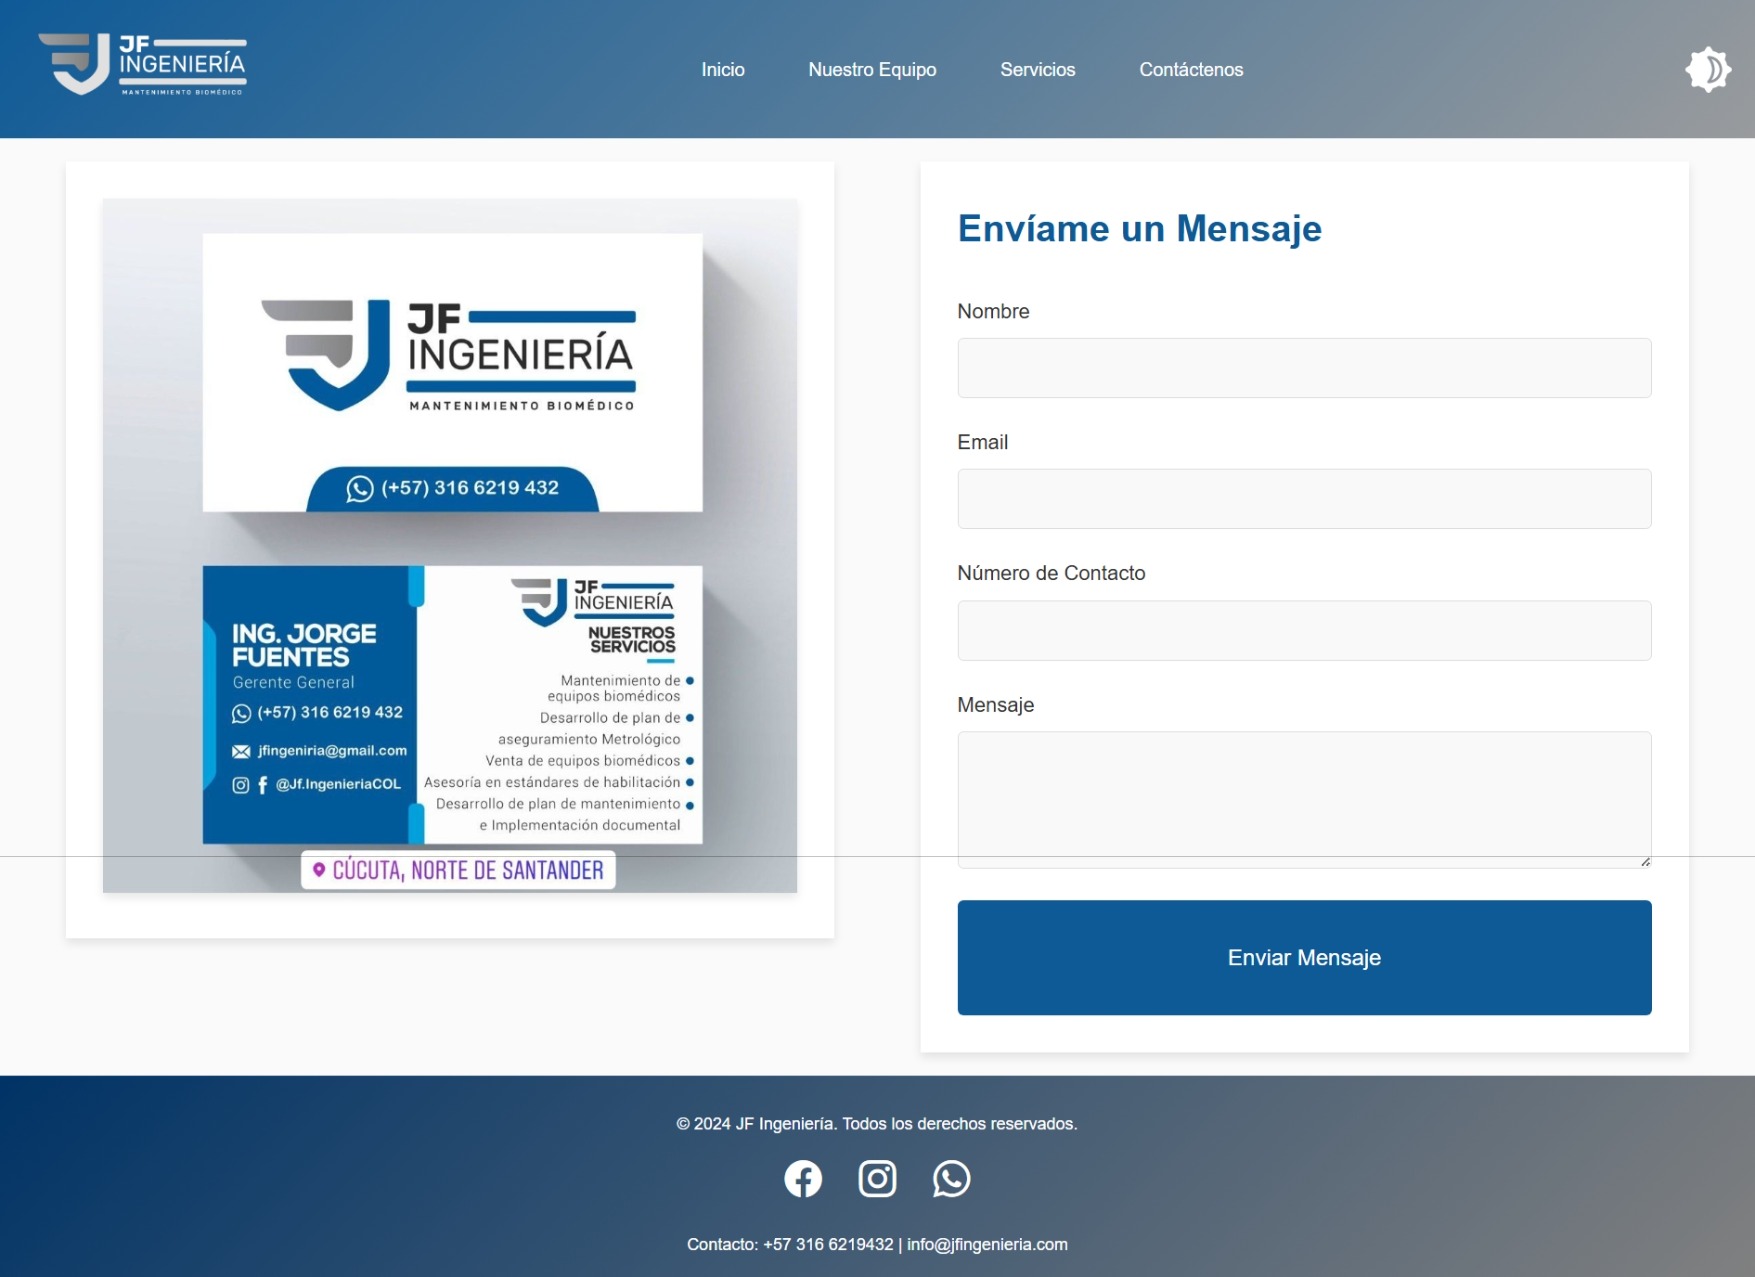 JF
INGENIERÍA
MANTENIMIENTO BIOMÉDICO
Inicio
Nuestro Equipo
Servicios
Contáctenos
JF
INGENIERÍA
MANTENIMIENTO BIOMÉDICO
(+57) 316 6219 432
ING. JORGE
FUENTES
Gerente General
(+57) 316 6219 432
jfingeniria@gmail.com
@Jf.IngenieriaCOL
JF
INGENIERÍA
NUESTROS
SERVICIOS
Mantenimiento de
equipos biomédicos
Desarrollo de plan de
aseguramiento Metrológico
Venta de equipos biomédicos
Asesoría en estándares de habilitación
Desarrollo de plan de mantenimiento
e Implementación documental
CÚCUTA, NORTE DE SANTANDER
Envíame un Mensaje
Nombre
Email
Número de Contacto
Mensaje
Enviar Mensaje
© 2024 JF Ingeniería. Todos los derechos reservados.
Contacto: +57 316 6219432 | info@jfingenieria.com